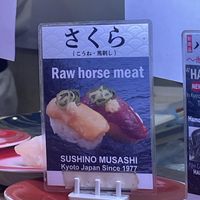 さくら
(こうね・馬刺し)
Raw horse meat
SUSHINO MUSASHI
Kyoto Japan Since 1977